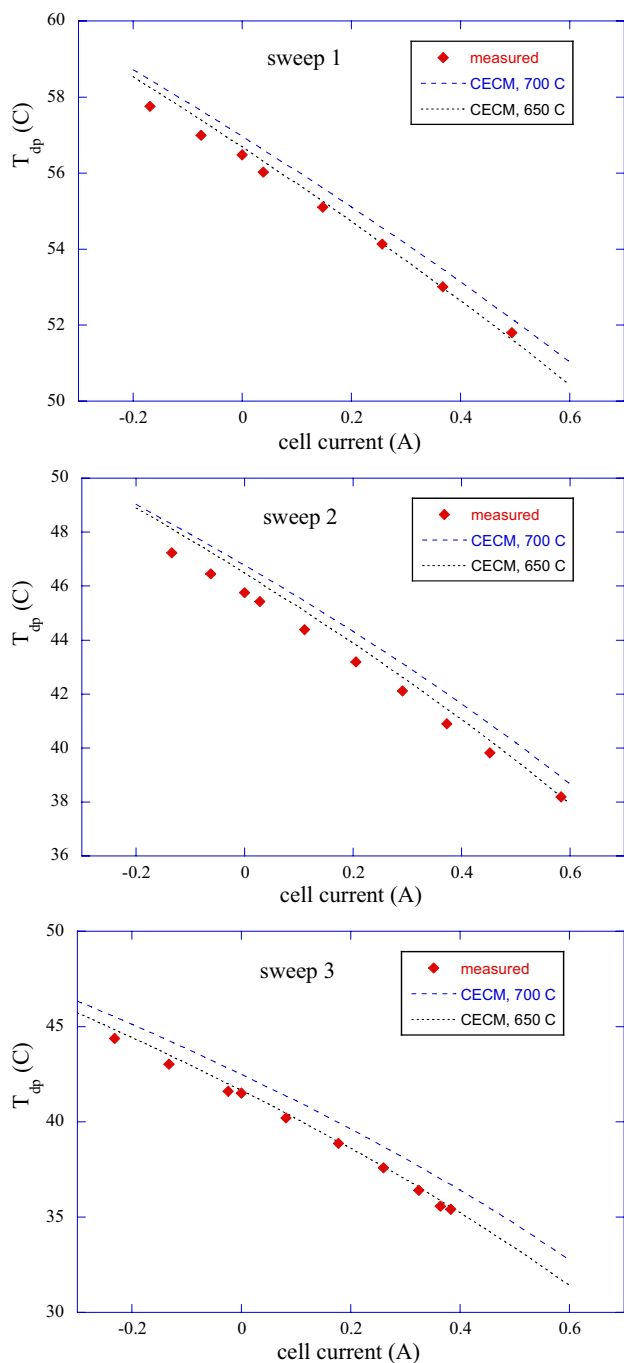 60
58
56
54
52
50
T dp (C)
sweep 1
measured
CECM, 700 C
CECM, 650 C
-0.2 0 0.2 0.4 0.6
cell current (A)
50
48
46
44
42
40
38
36
T dp (C)
sweep 2
measured
CECM, 700 C
CECM, 650 C
-0.2 0 0.2 0.4 0.6
cell current (A)
50
45
40
35
30
T dp (C)
sweep 3
measured
CECM, 700 C
CECM, 650 C
-0.2 0 0.2 0.4 0.6
cell current (A)